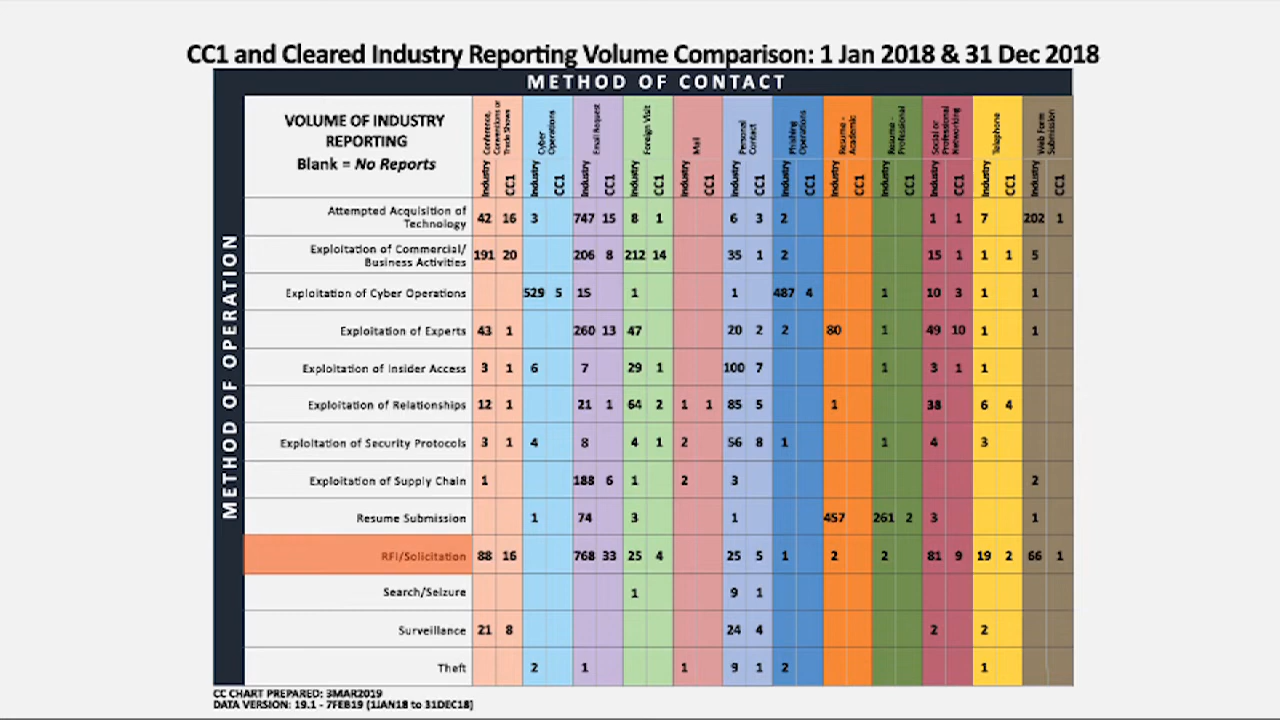 CC1 and Cleared Industry Reporting Volume Comparison: 1 Jan 2018 & 31 Dec 2018
METHOD OF CONTACT
METHOD OF OPERATION
VOLUME OF INDUSTRY
REPORTING
Blank = No Reports
Conference,
Conventions or
Trade Shows
Cyber
Operations
Email Request
Foreign Visit
Mail
Personal
Contact
Phishing
Operations
Resume -
Academic
Resume -
Professional
Social or
Professional
Networking
Telephone
Web Form
Submission
Industry CC1 Industry CC1 Industry CC1 Industry CC1 Industry CC1 Industry CC1 Industry CC1 Industry CC1 Industry CC1 Industry CC1 Industry CC1 Industry CC1
Attempted Acquisition of
Technology
42 16 3 747 15 8 1 6 3 2 1 1 7 202 1
Exploitation of Commercial/
Business Activities
191 20 206 8 212 14 35 1 2 15 1 1 1 5
Exploitation of Cyber Operations 529 5 15 1 1 487 4 1 10 3 1 1
Exploitation of Experts 43 1 260 13 47 20 2 2 80 1 49 10 1 1
Exploitation of Insider Access 3 1 6 7 29 1 100 7 1 3 1 1
Exploitation of Relationships 12 1 21 1 64 2 1 1 85 5 1 38 6 4
Exploitation of Security Protocols 3 1 4 8 4 1 2 56 8 1 1 4 3
Exploitation of Supply Chain 1 188 6 1 2 3 2
Resume Submission 1 74 3 1 457 261 2 3 1
RFI/Solicitation 88 16 768 33 25 4 25 5 1 2 2 81 9 19 2 66 1
Search/Seizure 1 9 1
Surveillance 21 8 24 4 2 2
Theft 2 1 1 9 1 2 1
CC CHART PREPARED: 3MAR2019
DATA VERSION: 19.1 - 7FEB19 (1JAN18 to 31DEC18)